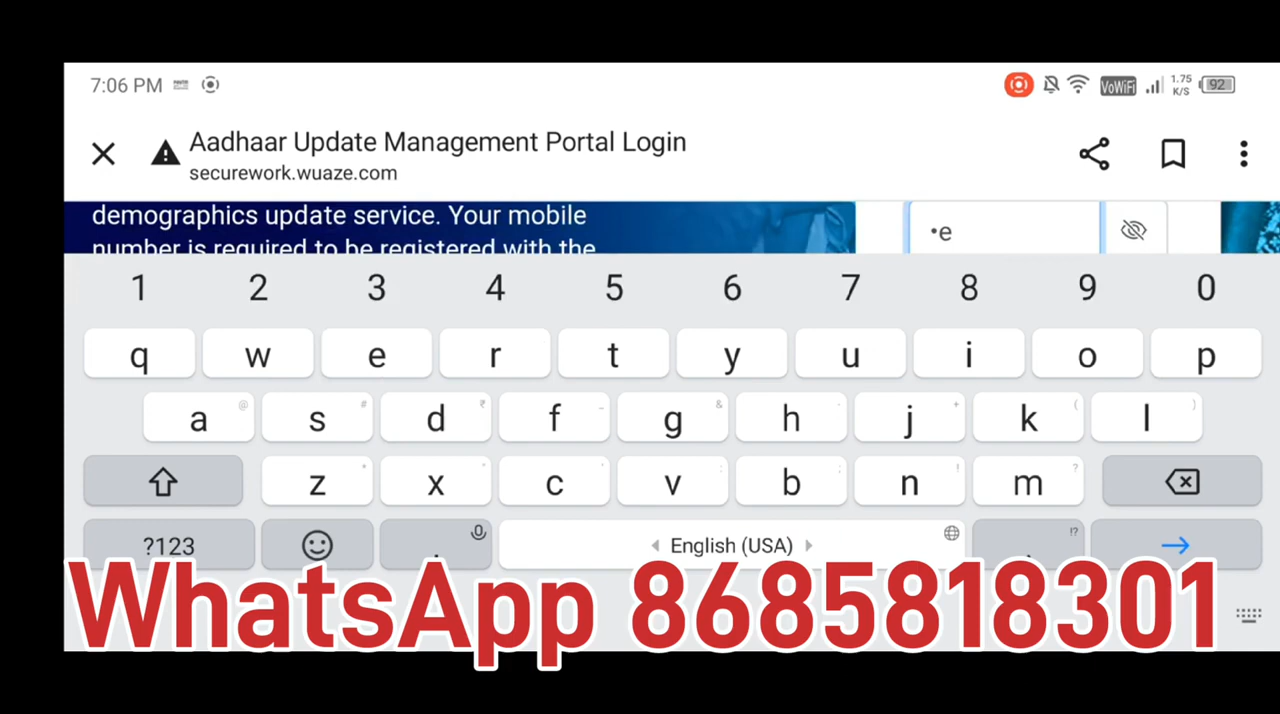 7:06 PM
VoWiFi 1.75 K/S 92
Aadhaar Update Management Portal Login
securework.wuaze.com
demographics update service. Your mobile
number is required to be registered with the
•e
1 2 3 4 5 6 7 8 9 0
q w e r t y u i o p
a @ s # d ₹ f _ g & h - j + k ( l )
z * x " c ' v : b ; n ! m ?
?123 . English (USA) !?
WhatsApp 8685818301